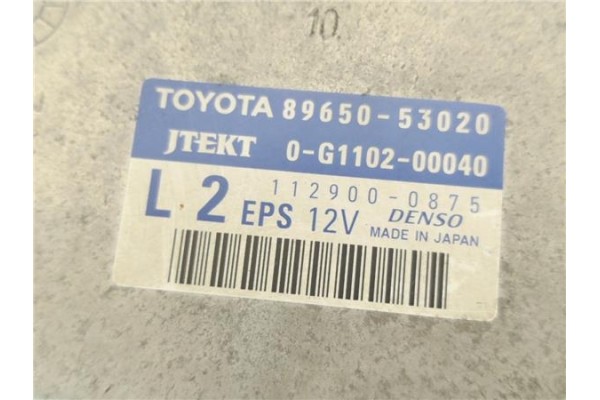 10.
TOYOTA 89650-53020
JTEKT 0-G1102-00040
112900-0875
L 2 EPS 12V DENSO
MADE IN JAPAN